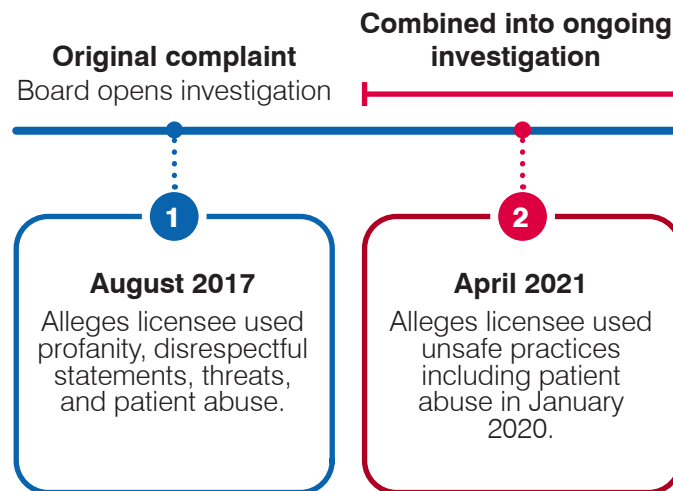 Original complaint
Board opens investigation
Combined into ongoing
investigation
1
August 2017
Alleges licensee used
profanity, disrespectful
statements, threats,
and patient abuse.
2
April 2021
Alleges licensee used
unsafe practices
including patient
abuse in January
2020.